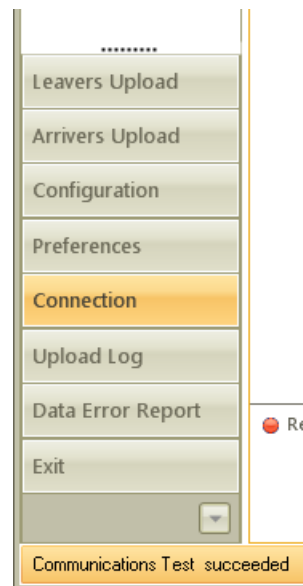 Leavers Upload
Arrivers Upload
Configuration
Preferences
Connection
Upload Log
Data Error Report
Exit
Communications Test succeeded